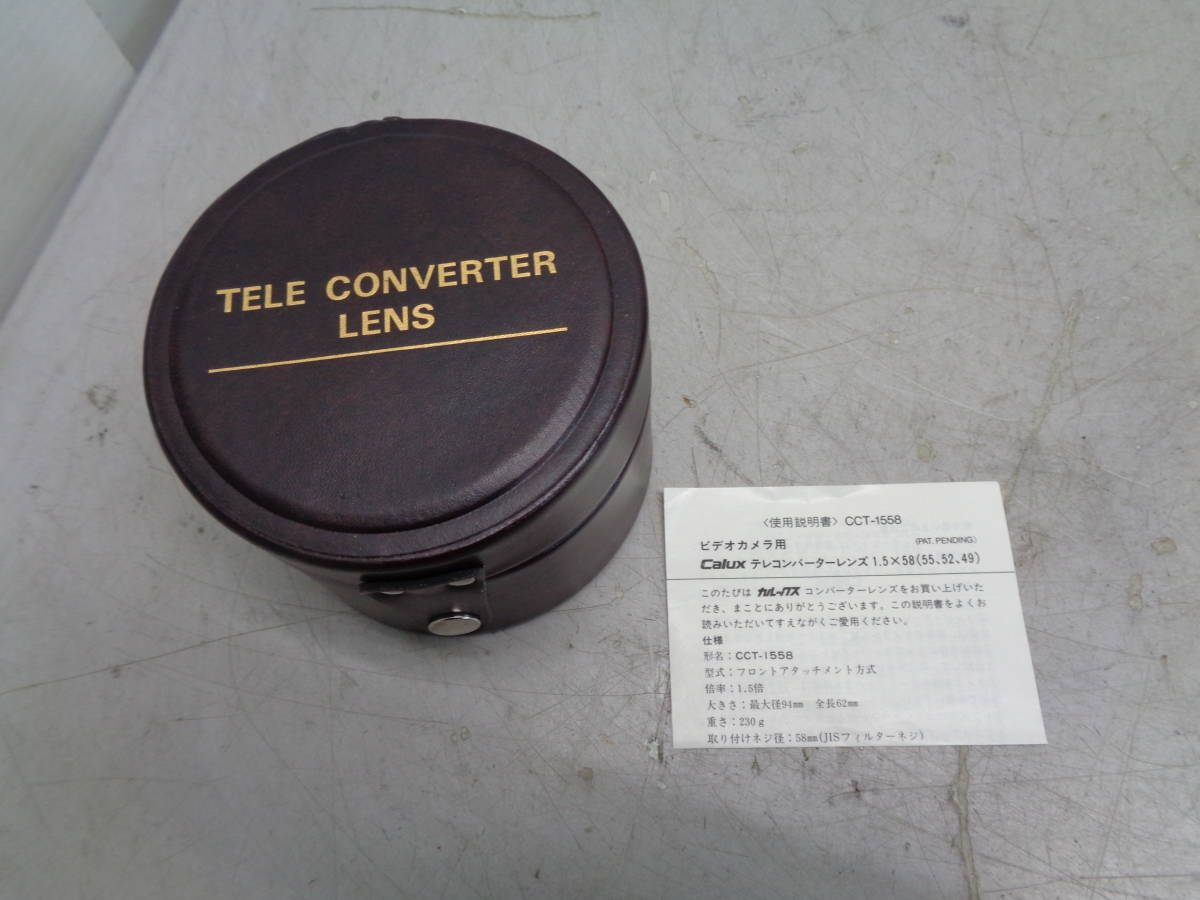 TELE CONVERTER
LENS
〈使用説明書〉 CCT-1558
ビデオカメラ用 (PAT. PENDING)
Calux テレコンバーターレンズ 1.5×58(55、52、49)
このたびは カルックス コンバーターレンズをお買い上げいた
だき、まことにありがとうございます。この説明書をよくお
読みいただいてすえながくご愛用ください。
仕様
形名:CCT-1558
型式:フロントアタッチメント方式
倍率:1.5倍
大きさ:最大径94mm 全長62mm
重さ:230g
取り付けネジ径:58mm(JISフィルターネジ)